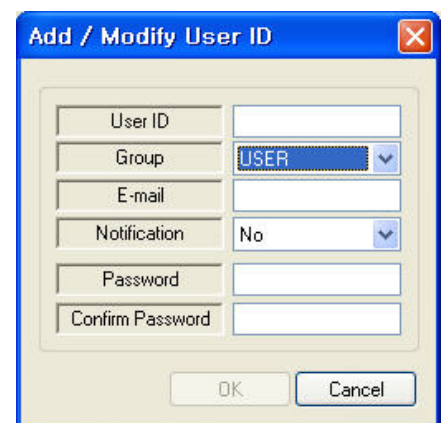 Add / Modify User ID
User ID
Group USER
E-mail
Notification No
Password
Confirm Password
OK Cancel